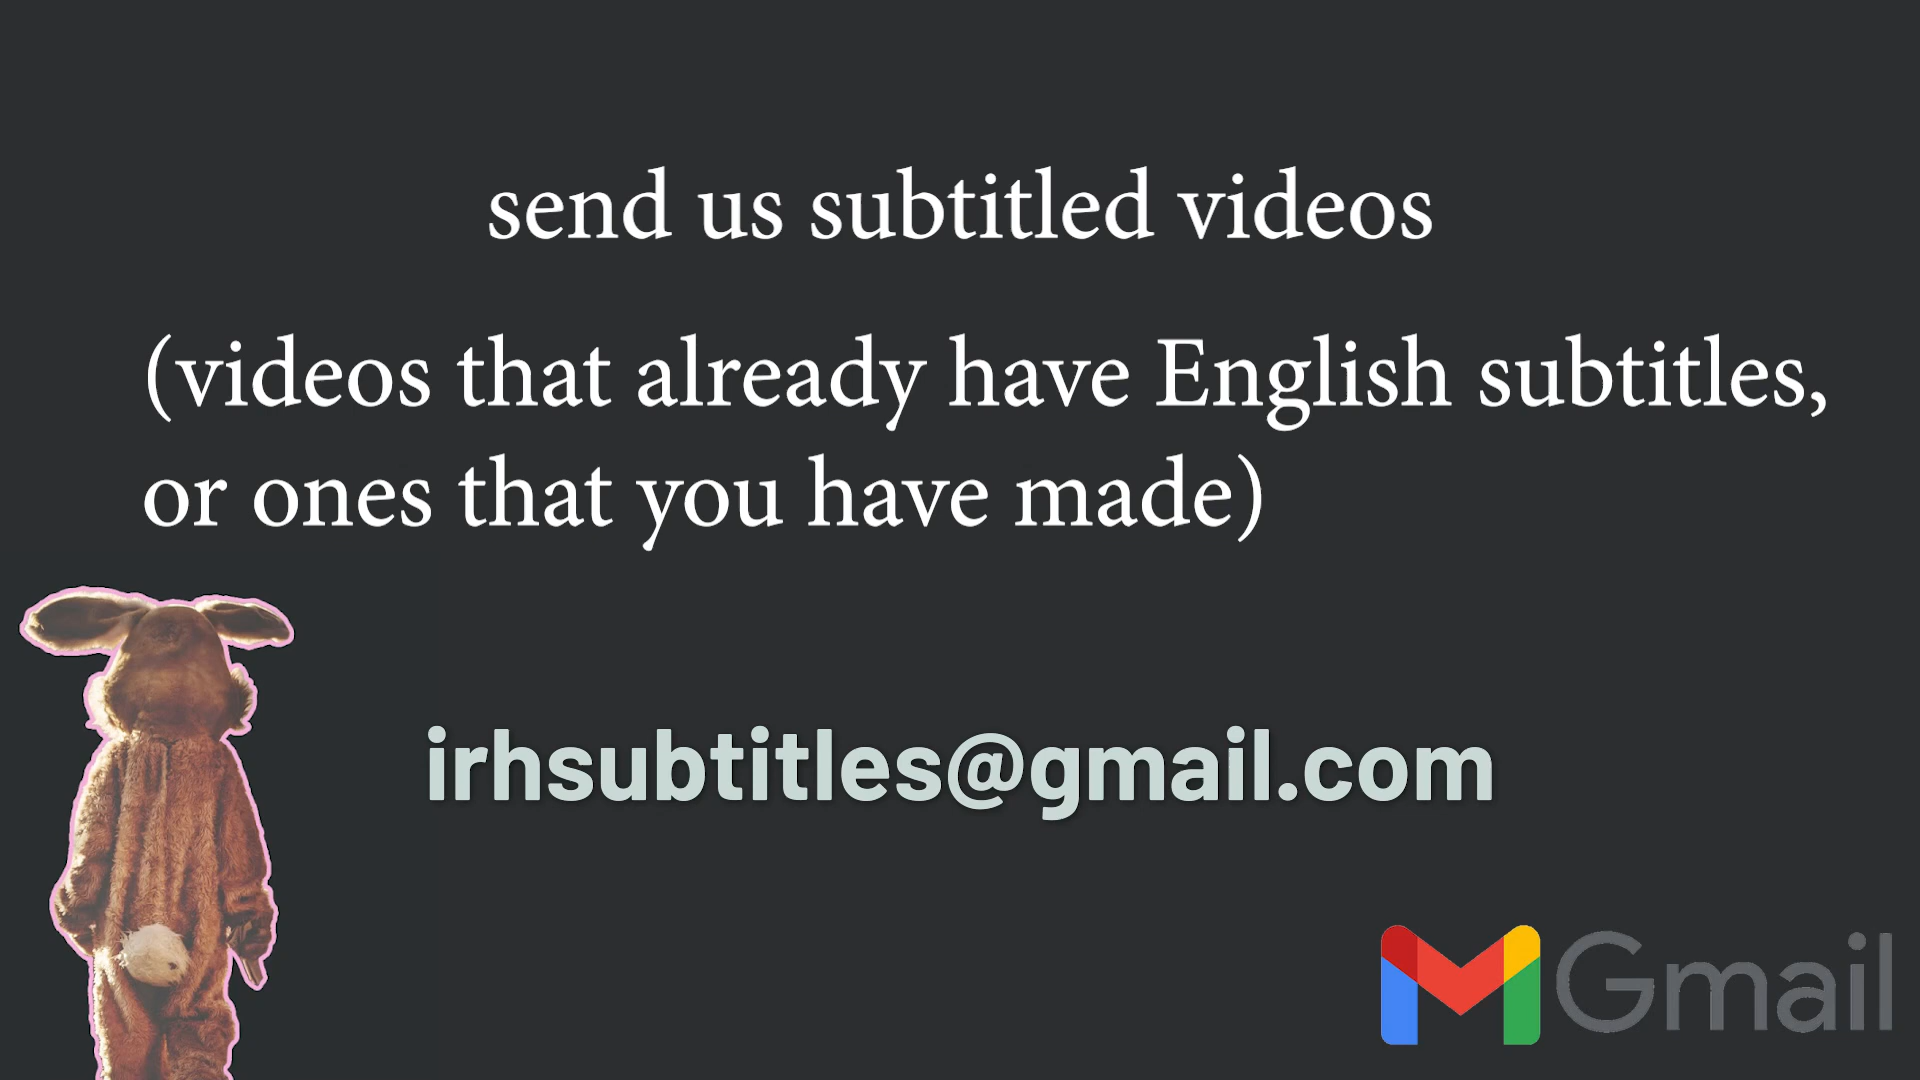 send us subtitled videos
(videos that already have English subtitles,
or ones that you have made)
irhsubtitles@gmail.com
Gmail